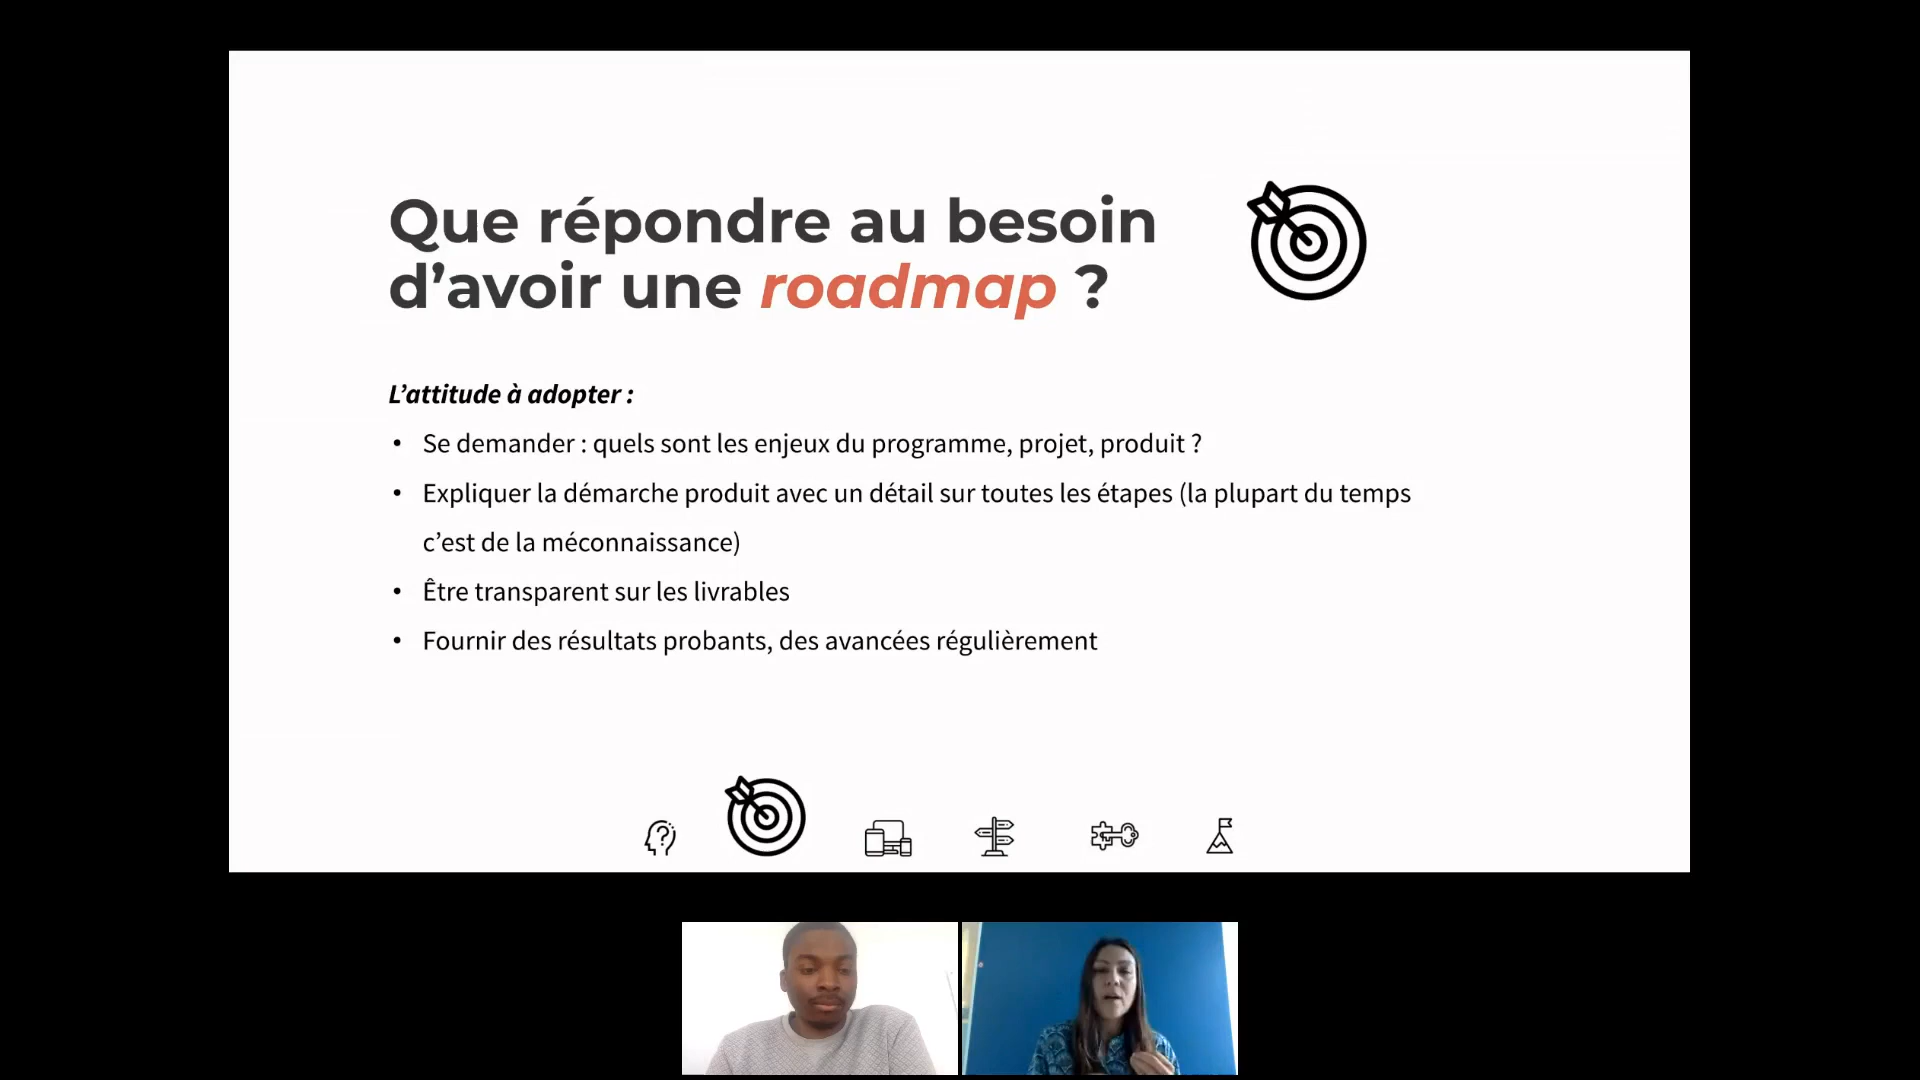 Que répondre au besoin
d’avoir une roadmap ?
L’attitude à adopter :
• Se demander : quels sont les enjeux du programme, projet, produit ?
• Expliquer la démarche produit avec un détail sur toutes les étapes (la plupart du temps
c’est de la méconnaissance)
• Être transparent sur les livrables
• Fournir des résultats probants, des avancées régulièrement